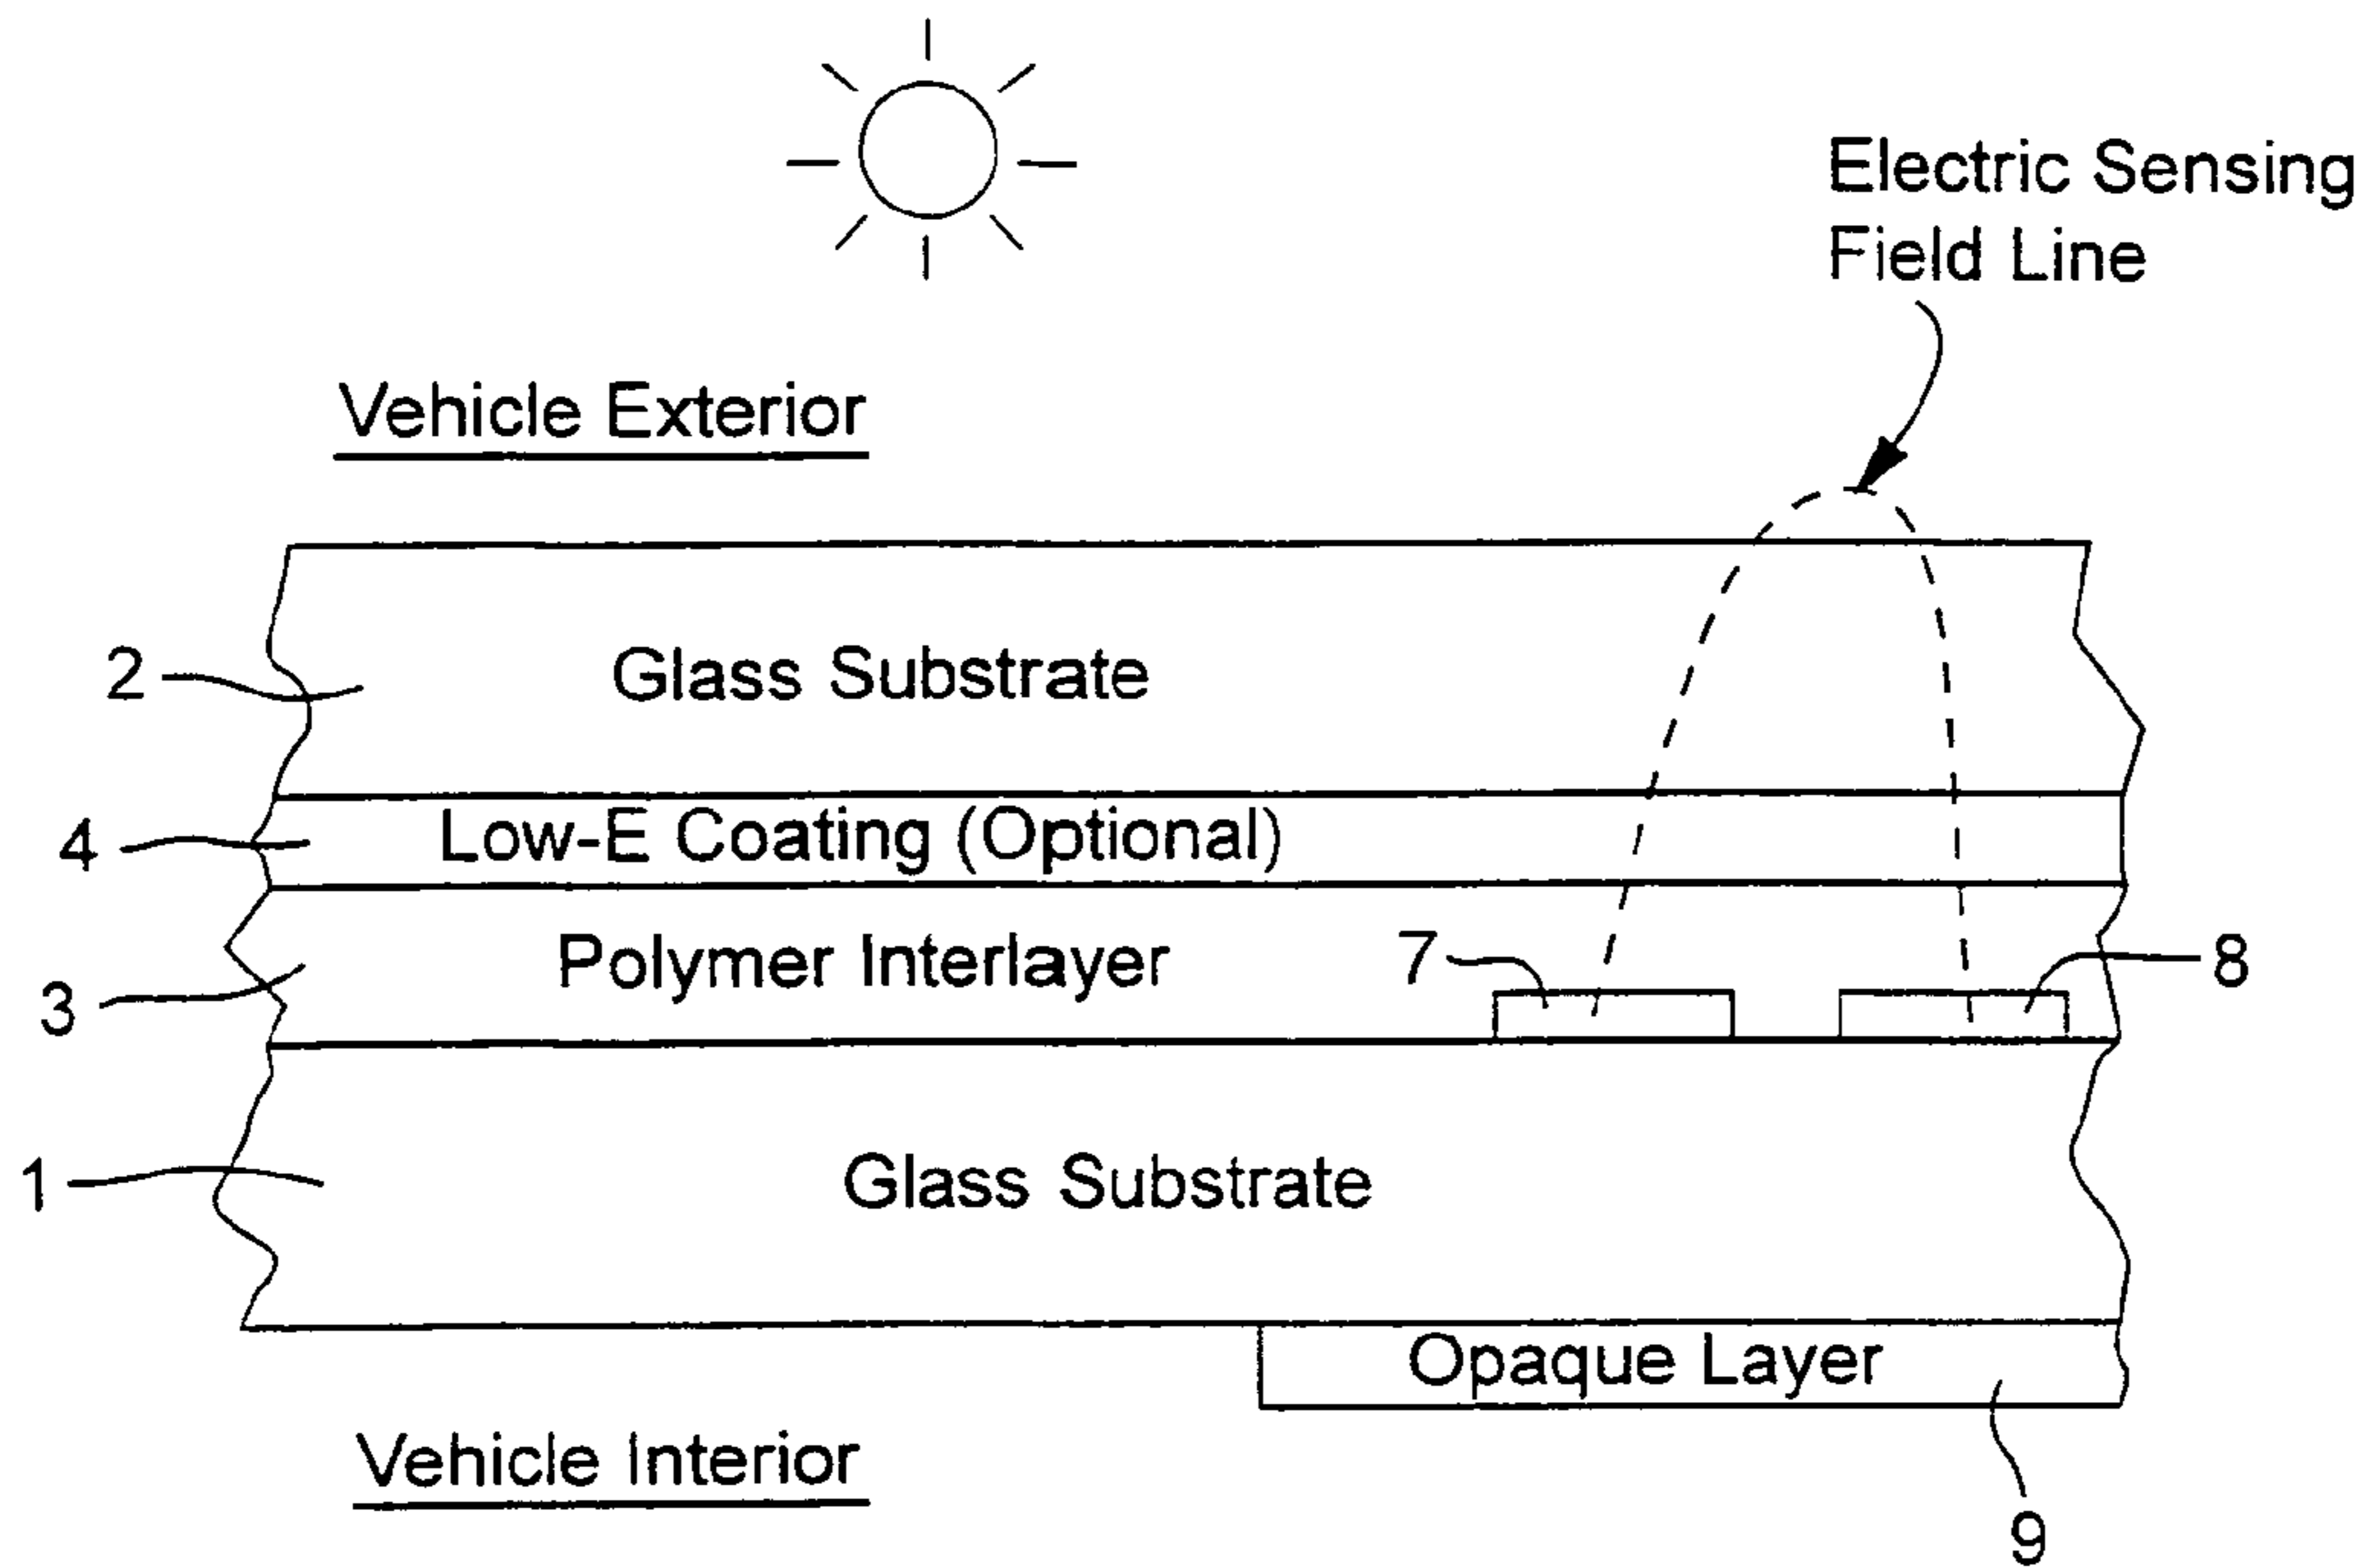 Electric Sensing
Field Line
Vehicle Exterior
2
Glass Substrate
4
Low-E Coating (Optional)
3
Polymer Interlayer
7
8
1
Glass Substrate
Opaque Layer
Vehicle Interior
9